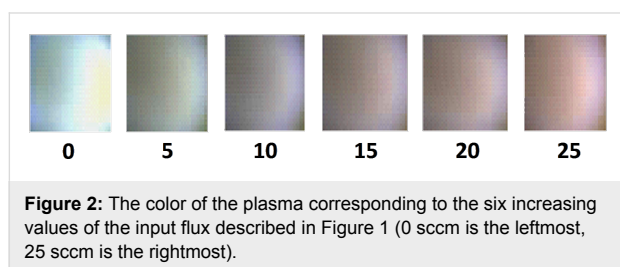 0 5 10 15 20 25
Figure 2: The color of the plasma corresponding to the six increasing
values of the input flux described in Figure 1 (0 sccm is the leftmost,
25 sccm is the rightmost).